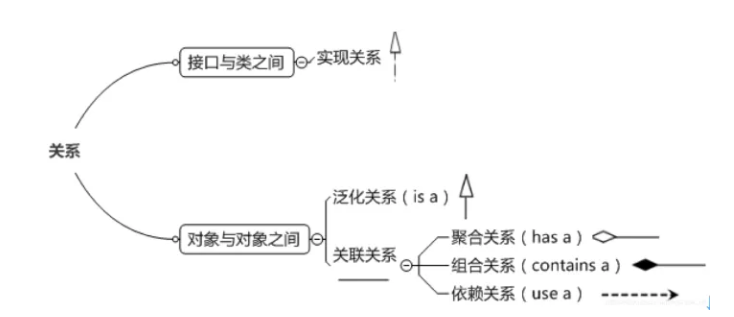 接口与类之间
实现关系
关系
泛化关系（is a）
对象与对象之间
关联关系
聚合关系（has a）
组合关系（contains a）
依赖关系（use a）